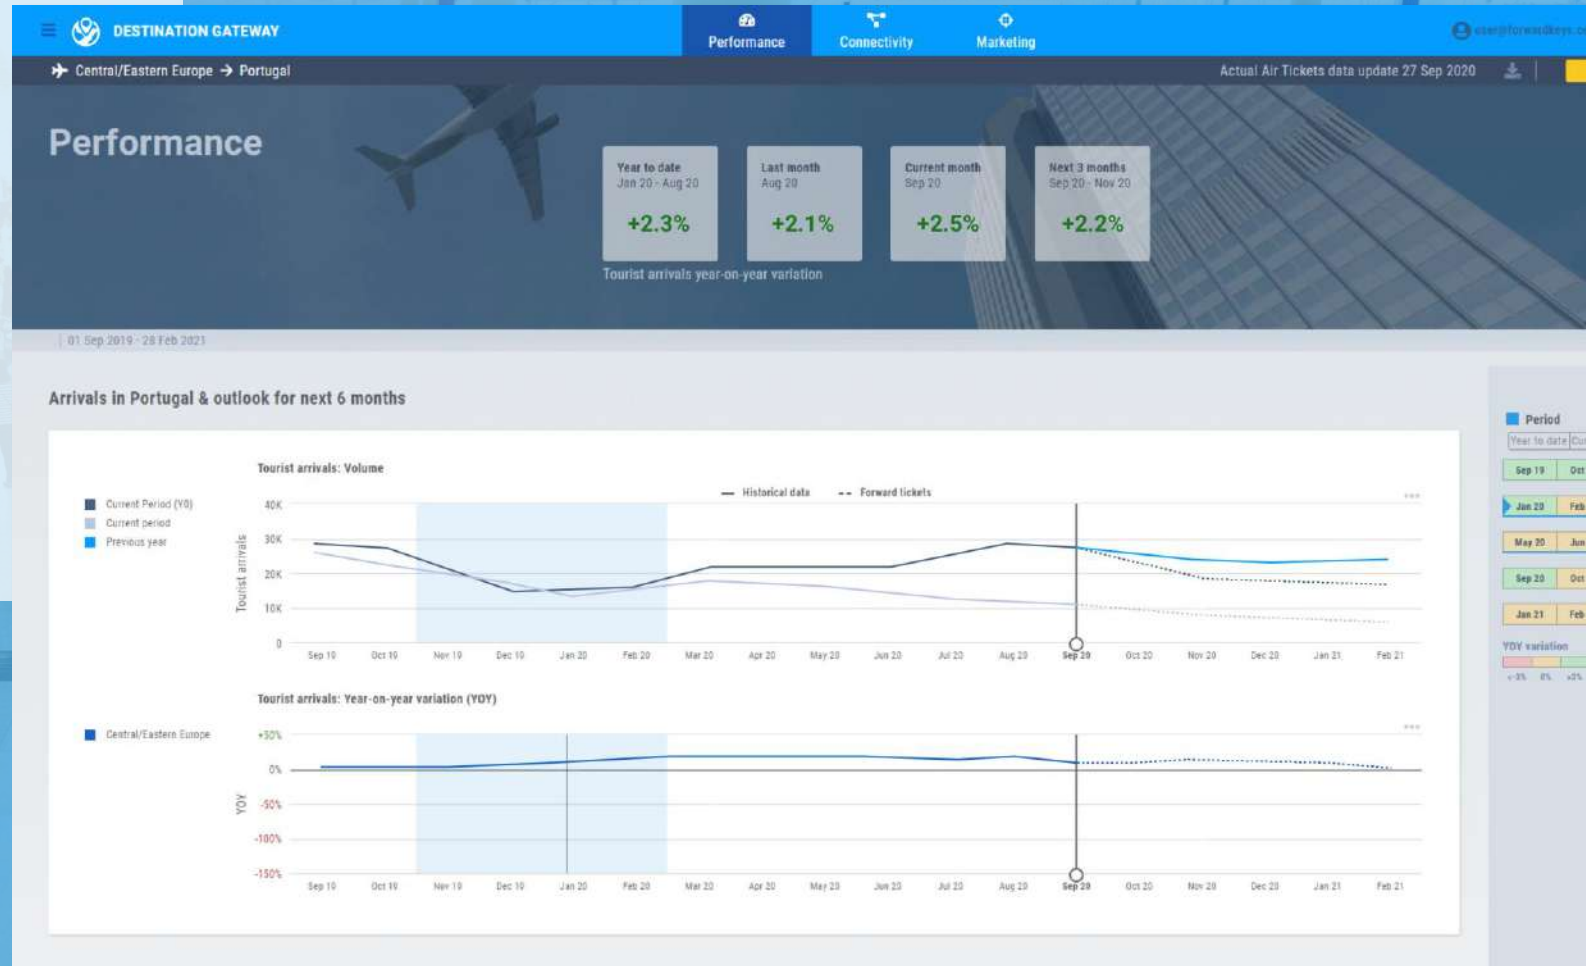 DESTINATION GATEWAY
Performance
Connectivity
Marketing
Central/Eastern Europe → Portugal
Actual Air Tickets data update 27 Sep 2020
Performance
Year to date
Jan 20 - Aug 20
+2.3%
Last month
Aug 20
+2.1%
Current month
Sep 20
+2.5%
Next 3 months
Sep 20 - Nov 20
+2.2%
Tourist arrivals year-on-year variation
01 Sep 2019 - 28 Feb 2021
Arrivals in Portugal & outlook for next 6 months
Tourist arrivals: Volume
Historical data
Forward tickets
Current Period (Y0)
Current period
Previous year
Tourist arrivals
40K
30K
20K
10K
0
Sep 19 Oct 19 Nov 19 Dec 19 Jan 20 Feb 20 Mar 20 Apr 20 May 20 Jun 20 Jul 20 Aug 20 Sep 20 Oct 20 Nov 20 Dec 20 Jan 21 Feb 21
Tourist arrivals: Year-on-year variation (YOY)
Central/Eastern Europe
YOY
+50%
0%
-50%
-100%
-150%
Sep 19 Oct 19 Nov 19 Dec 19 Jan 20 Feb 20 Mar 20 Apr 20 May 20 Jun 20 Jul 20 Aug 20 Sep 20 Oct 20 Nov 20 Dec 20 Jan 21 Feb 21
Period
Year to date
Sep 19 Oct
Jan 20 Feb
May 20 Jun
Sep 20 Oct
Jan 21 Feb
YOY variation
0%